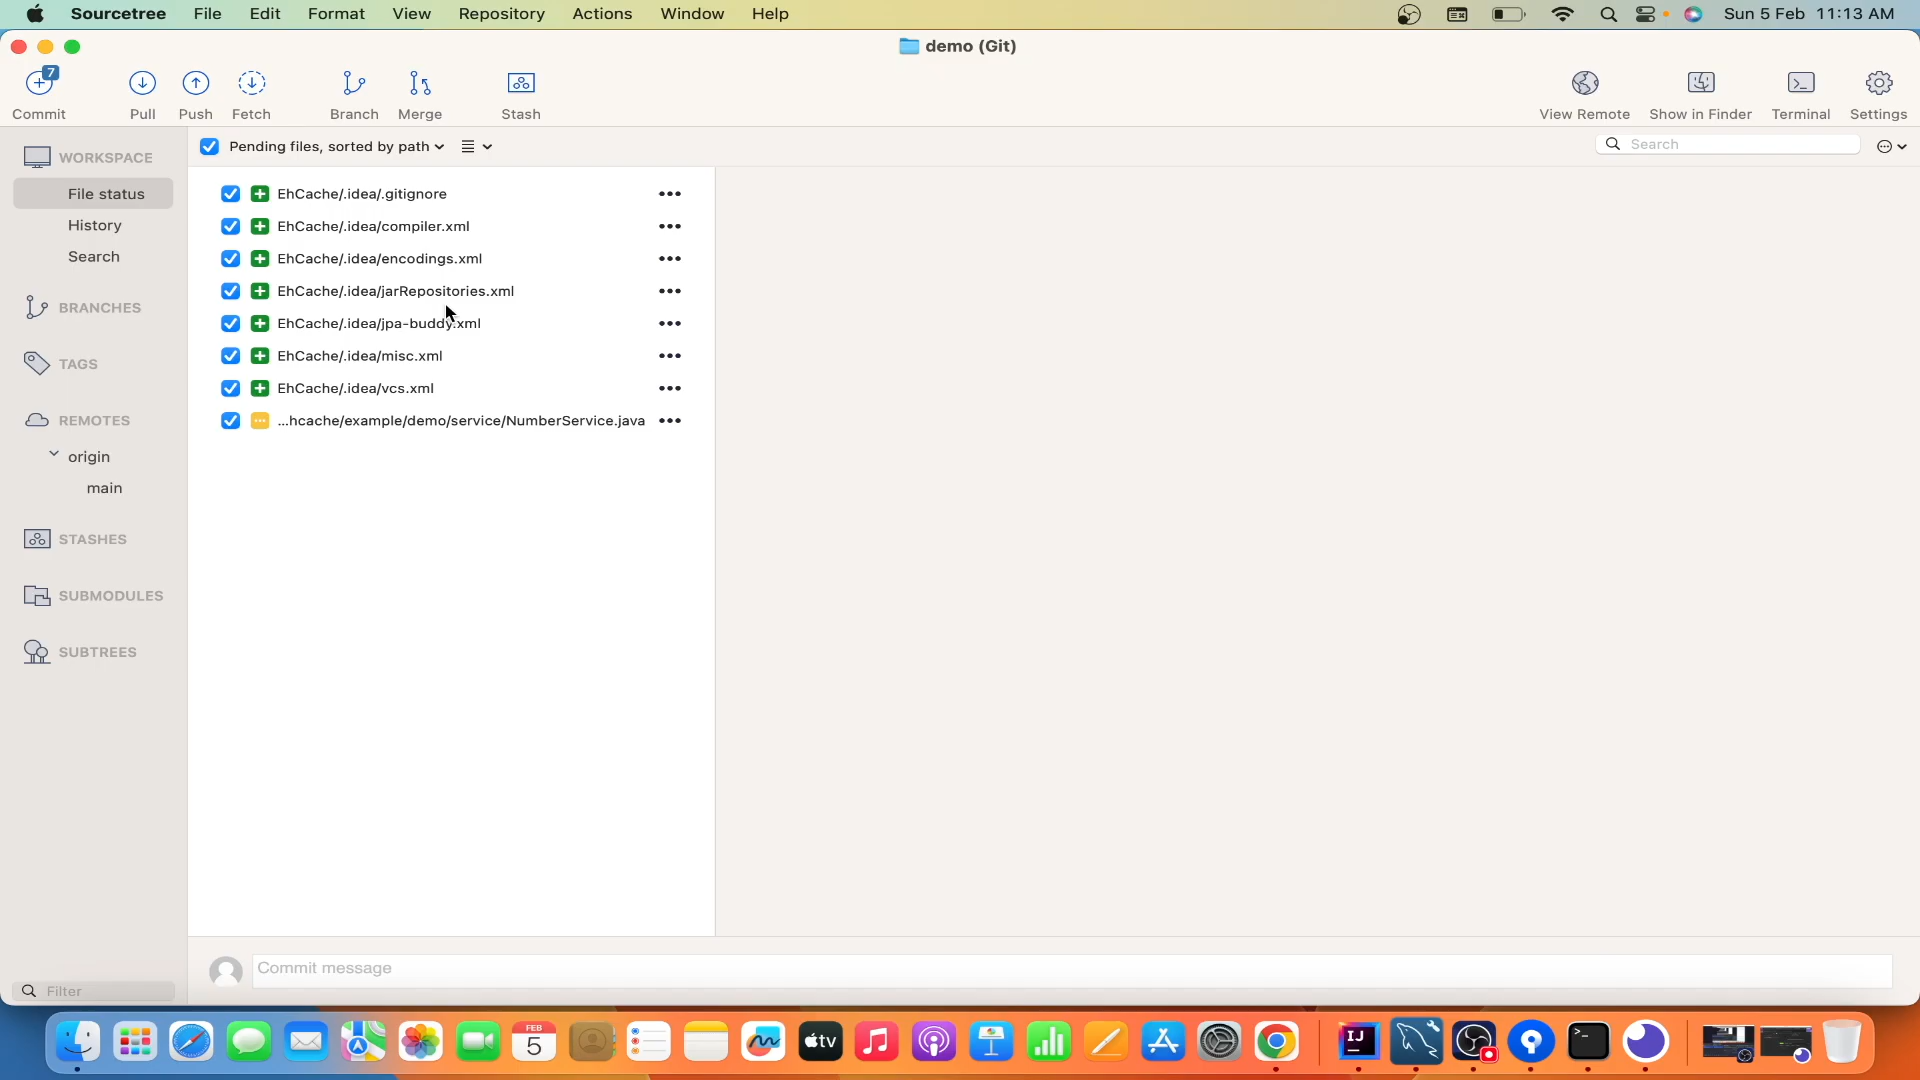 Sourcetree File Edit Format View Repository Actions Window Help Sun 5 Feb 11:13 AM
demo (Git)
7
Commit Pull Push Fetch Branch Merge Stash View Remote Show in Finder Terminal Settings
WORKSPACE
File status
History
Search
BRANCHES
TAGS
REMOTES
origin
main
STASHES
SUBMODULES
SUBTREES
Filter
Pending files, sorted by path
Search
EhCache/.idea/.gitignore
EhCache/.idea/compiler.xml
EhCache/.idea/encodings.xml
EhCache/.idea/jarRepositories.xml
EhCache/.idea/jpa-buddy.xml
EhCache/.idea/misc.xml
EhCache/.idea/vcs.xml
...hcache/example/demo/service/NumberService.java
Commit message
FEB
5
tv
IJ